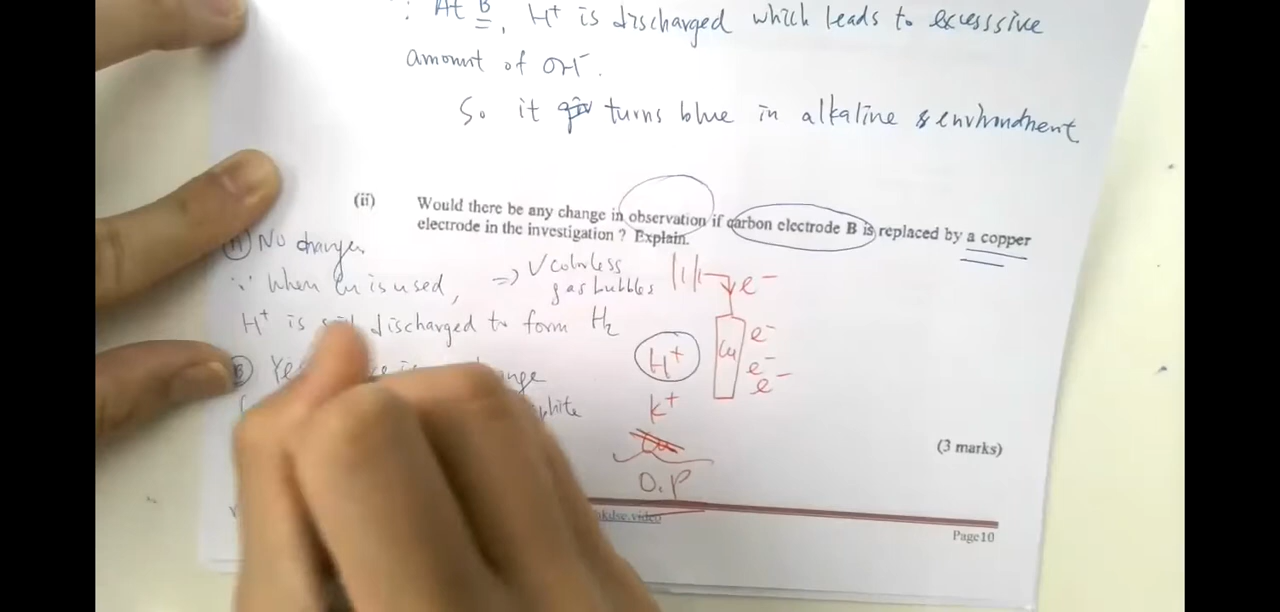 ∴ At B, H⁺ is discharged which leads to excesssive
amount of OH⁻.
So it turns blue in alkaline
(ii) Would there be any change in observation if carbon electrode B is replaced by a copper
electrode in the investigation ? Explain.
(A) No change,
∵ When Cu is used, => colorless
gas bubbles
e⁻
H⁺ is discharged to form H₂
H⁺ Cu e⁻
e⁻
e⁻
K⁺
(B)
O.P
(3 marks)
Page10